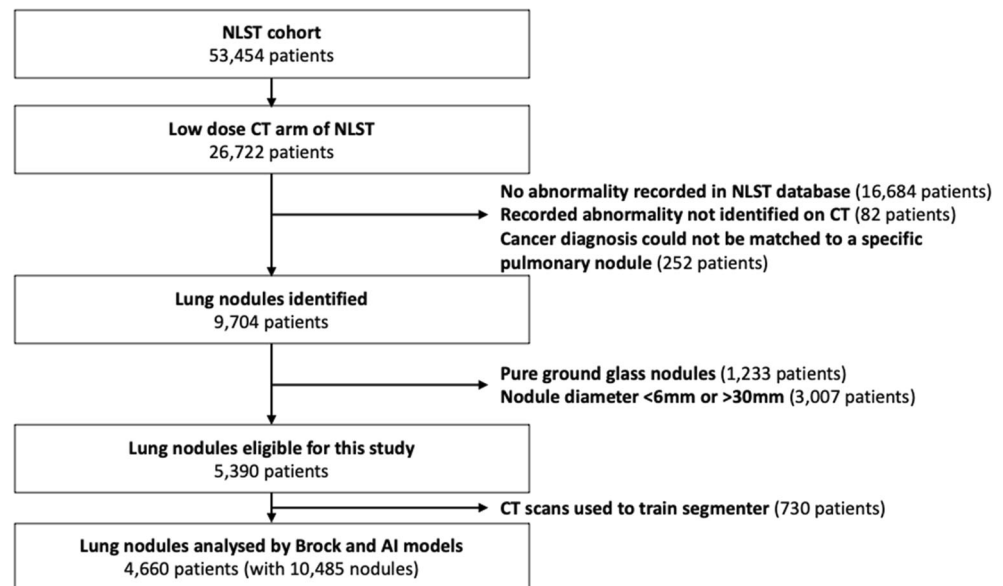 NLST cohort
53,454 patients
Low dose CT arm of NLST
26,722 patients
No abnormality recorded in NLST database (16,684 patients)
Recorded abnormality not identified on CT (82 patients)
Cancer diagnosis could not be matched to a specific
pulmonary nodule (252 patients)
Lung nodules identified
9,704 patients
Pure ground glass nodules (1,233 patients)
Nodule diameter <6mm or >30mm (3,007 patients)
Lung nodules eligible for this study
5,390 patients
CT scans used to train segmenter (730 patients)
Lung nodules analysed by Brock and AI models
4,660 patients (with 10,485 nodules)